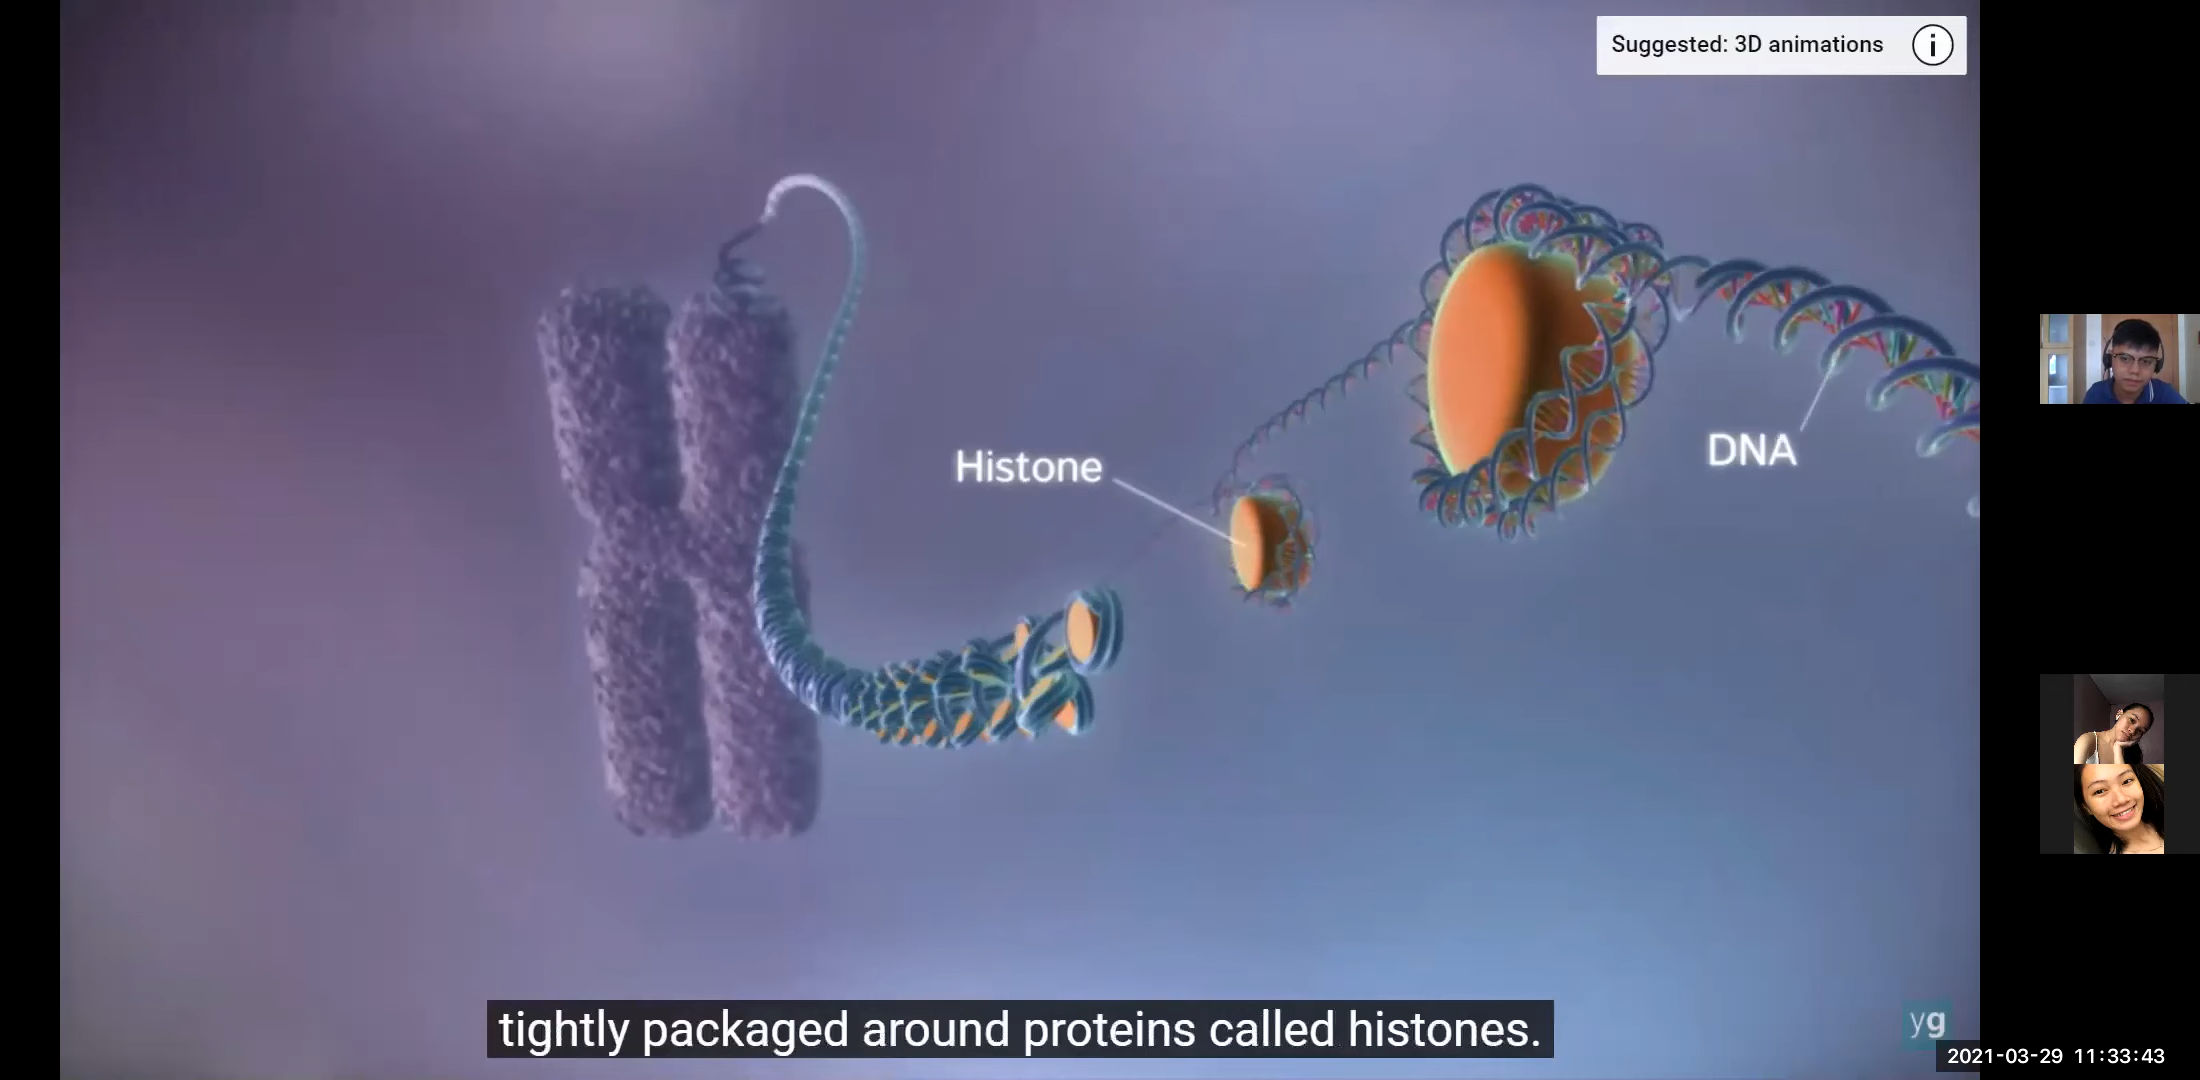 Suggested: 3D animations
Histone
DNA
tightly packaged around proteins called histones.
yg
2021-03-29 11:33:43